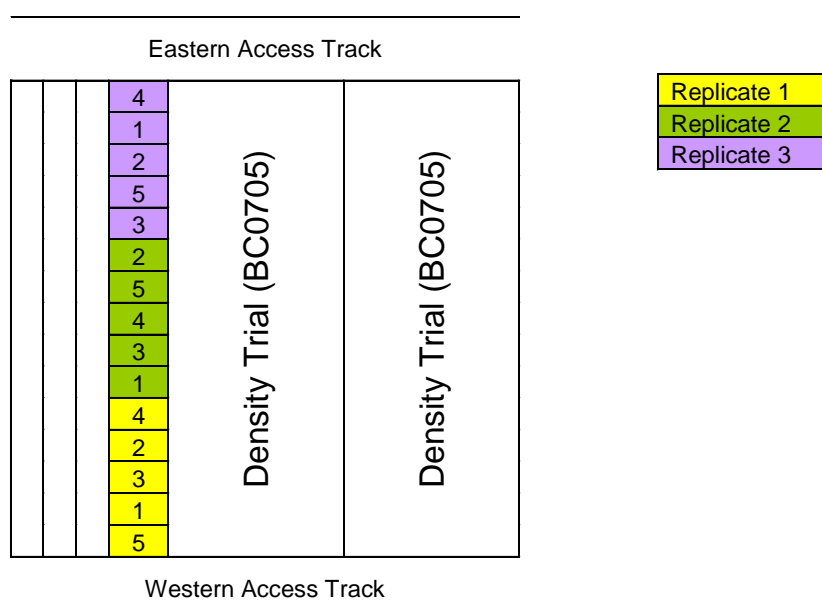 Eastern Access Track
4
1
2
5
3
2
5
4
3
1
4
2
3
1
5
Density Trial (BC0705)
Density Trial (BC0705)
Western Access Track
Replicate 1
Replicate 2
Replicate 3